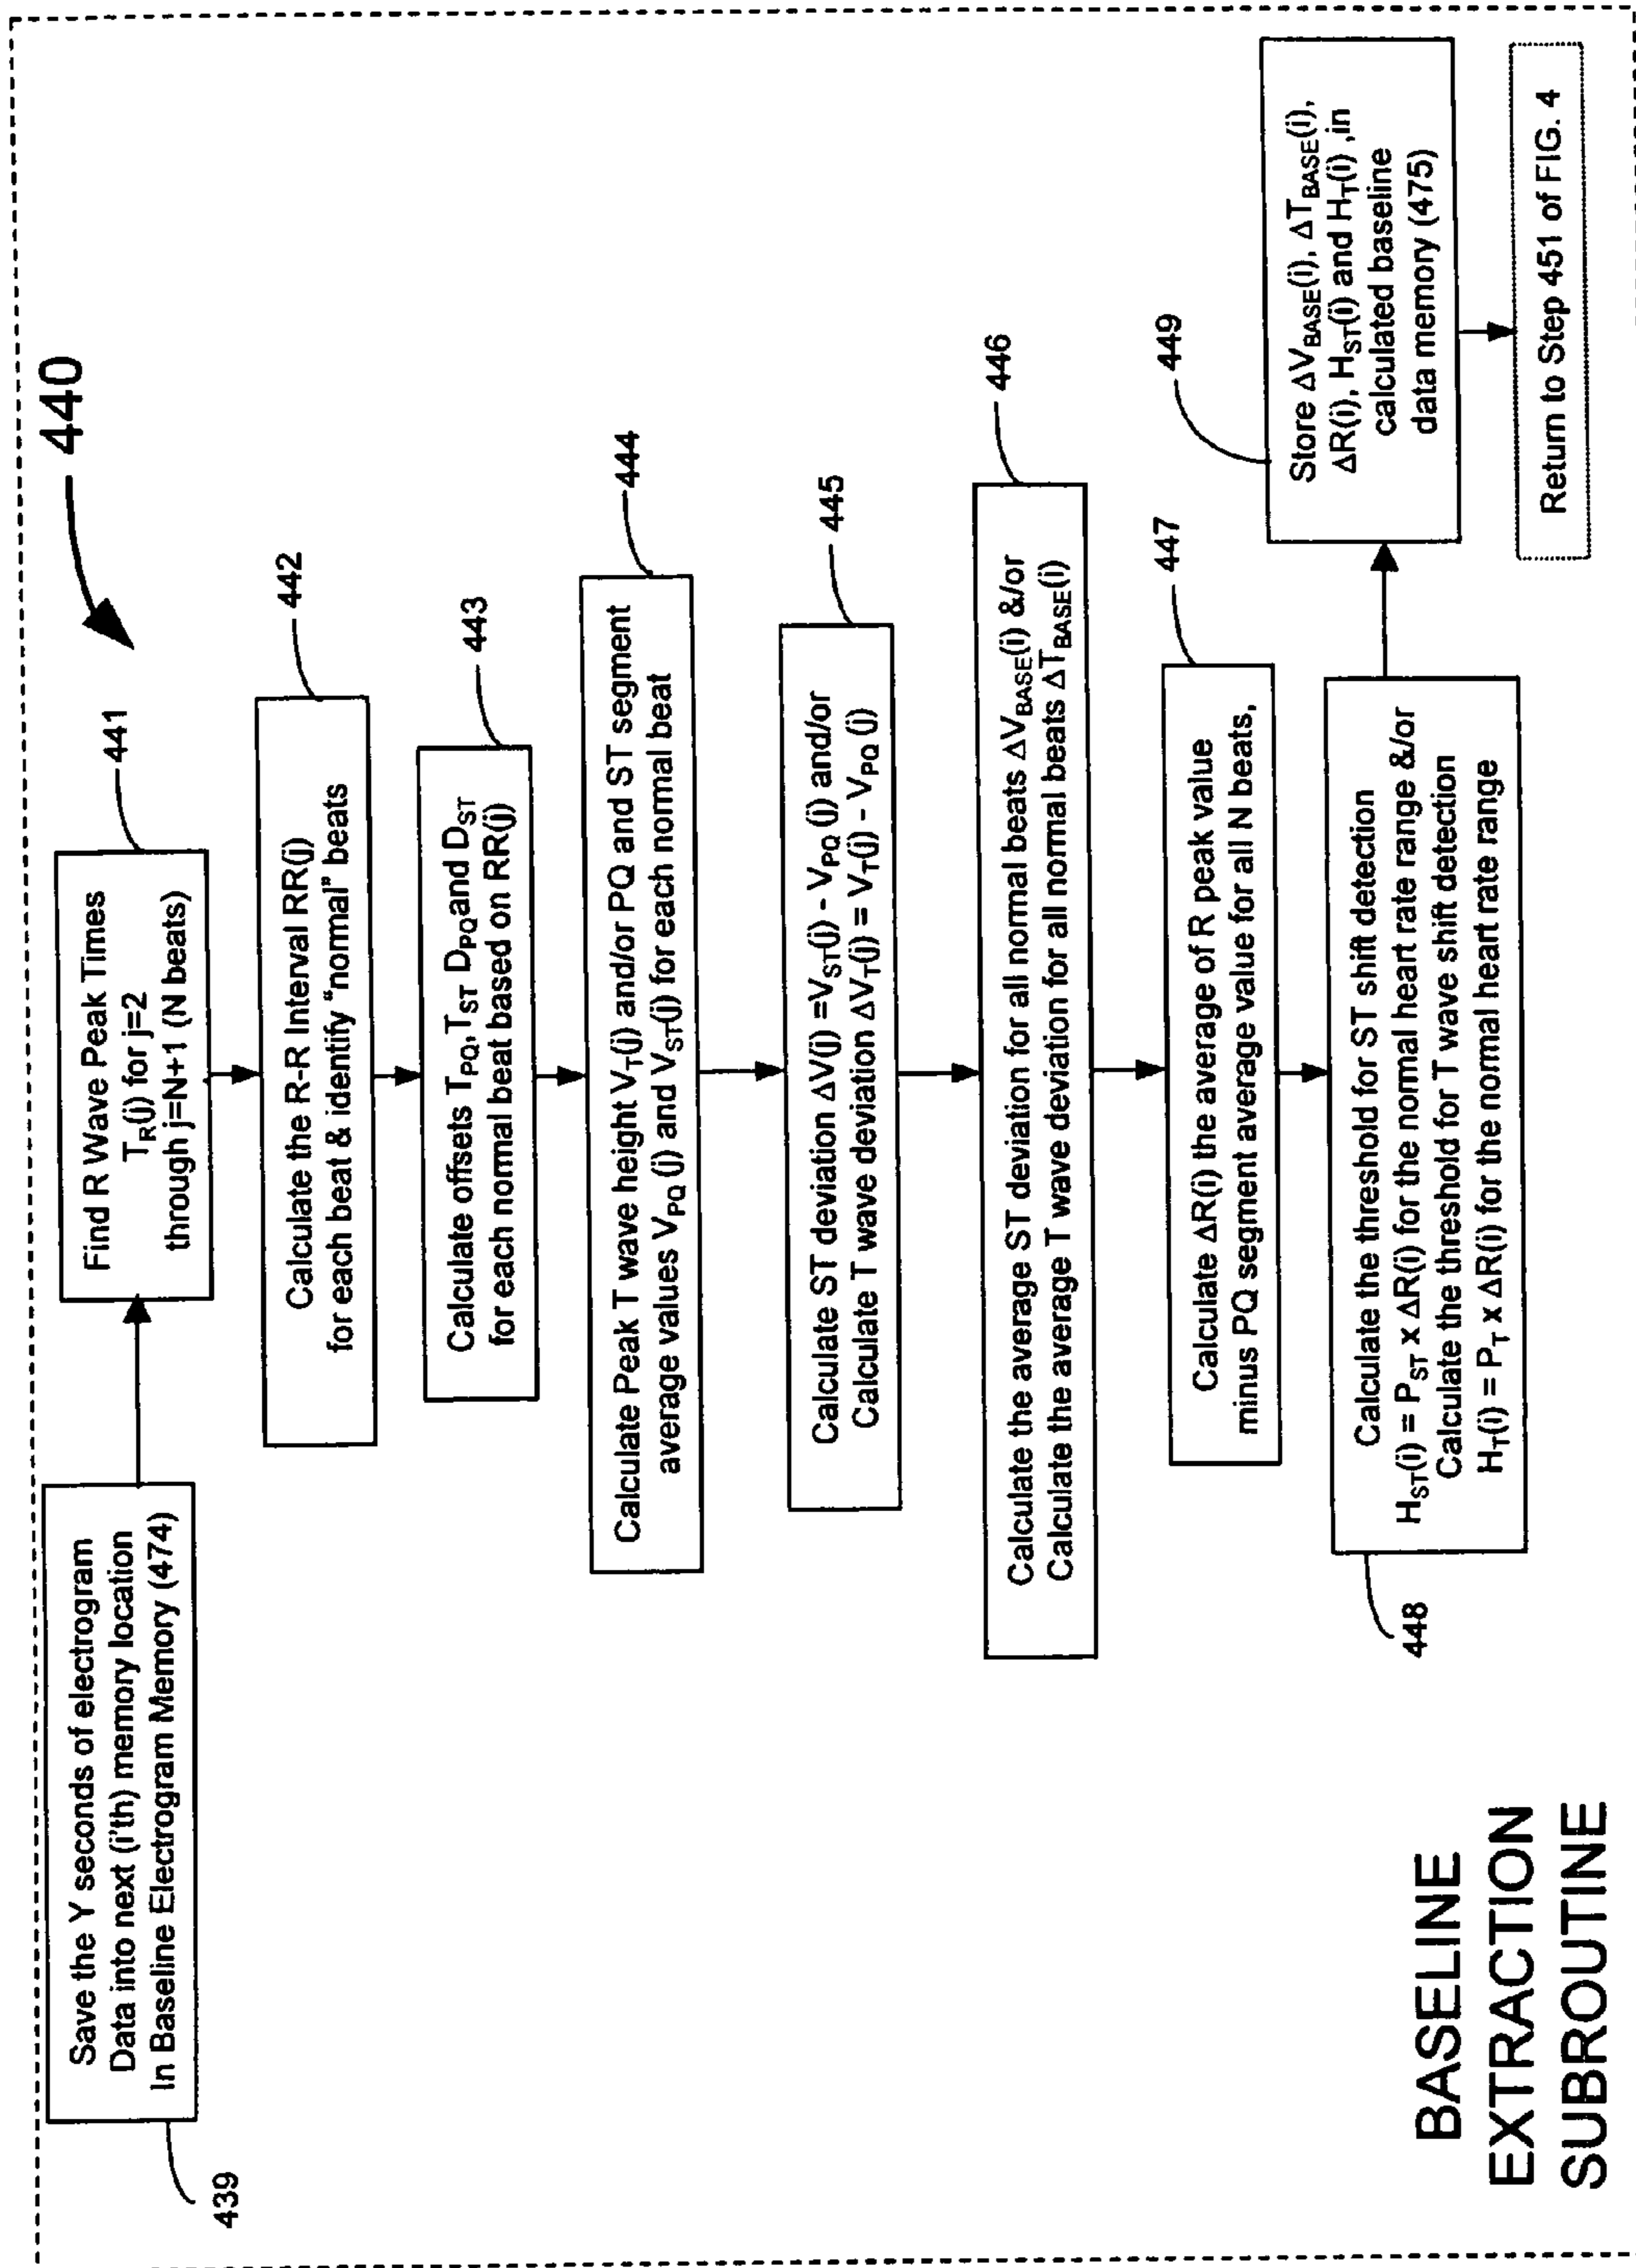 440
Save the Y seconds of electrogram
Data into next (i'th) memory location
In Baseline Electrogram Memory (474)
439
Find R Wave Peak Times
T_R(j) for j=2
through j=N+1 (N beats)
441
Calculate the R-R Interval RR(j)
for each beat & identify "normal" beats
442
Calculate offsets T_PQ, T_ST D_PQ and D_ST
for each normal beat based on RR(j)
443
Calculate Peak T wave height V_T(j) and/or PQ and ST segment
average values V_PQ (j) and V_ST(j) for each normal beat
444
Calculate ST deviation ΔV(j) =V_ST(j) - V_PQ (j) and/or
Calculate T wave deviation ΔV_T(j) = V_T(j) - V_PQ (j)
445
Calculate the average ST deviation for all normal beats ΔV_BASE(i) &/or
Calculate the average T wave deviation for all normal beats ΔT_BASE(i)
446
Calculate ΔR(i) the average of R peak value
minus PQ segment average value for all N beats,
447
Calculate the threshold for ST shift detection
H_ST(i) = P_ST x ΔR(i) for the normal heart rate range &/or
Calculate the threshold for T wave shift detection
H_T(i) = P_T x ΔR(i) for the normal heart rate range
448
Store ΔV_BASE(i), ΔT_BASE(i),
ΔR(i), H_ST(i) and H_T(i) ,in
calculated baseline
data memory (475)
449
Return to Step 451 of FIG. 4
BASELINE
EXTRACTION
SUBROUTINE